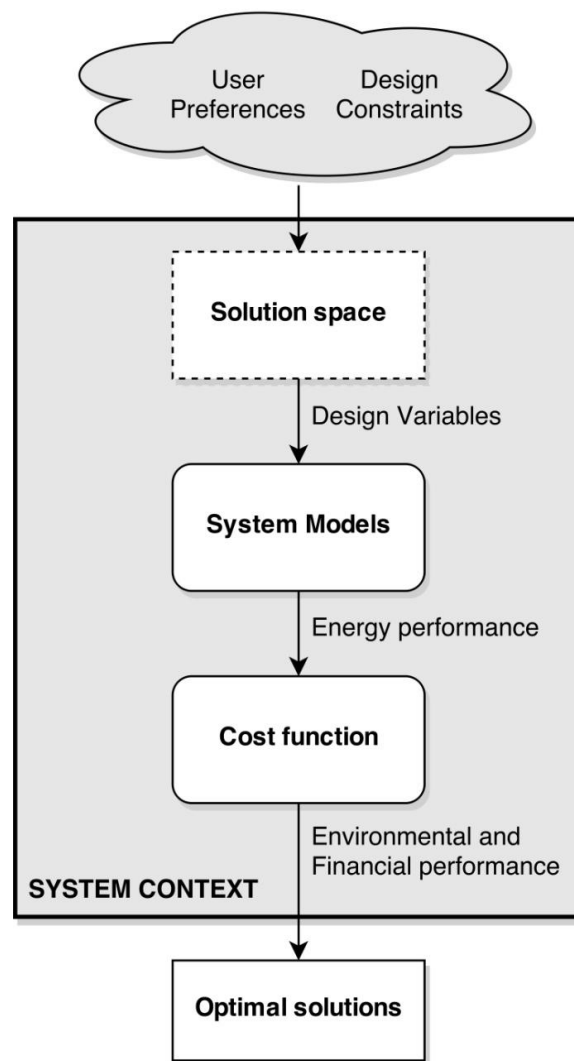 User Preferences
Design Constraints
Solution space
Design Variables
System Models
Energy performance
Cost function
Environmental and
Financial performance
SYSTEM CONTEXT
Optimal solutions